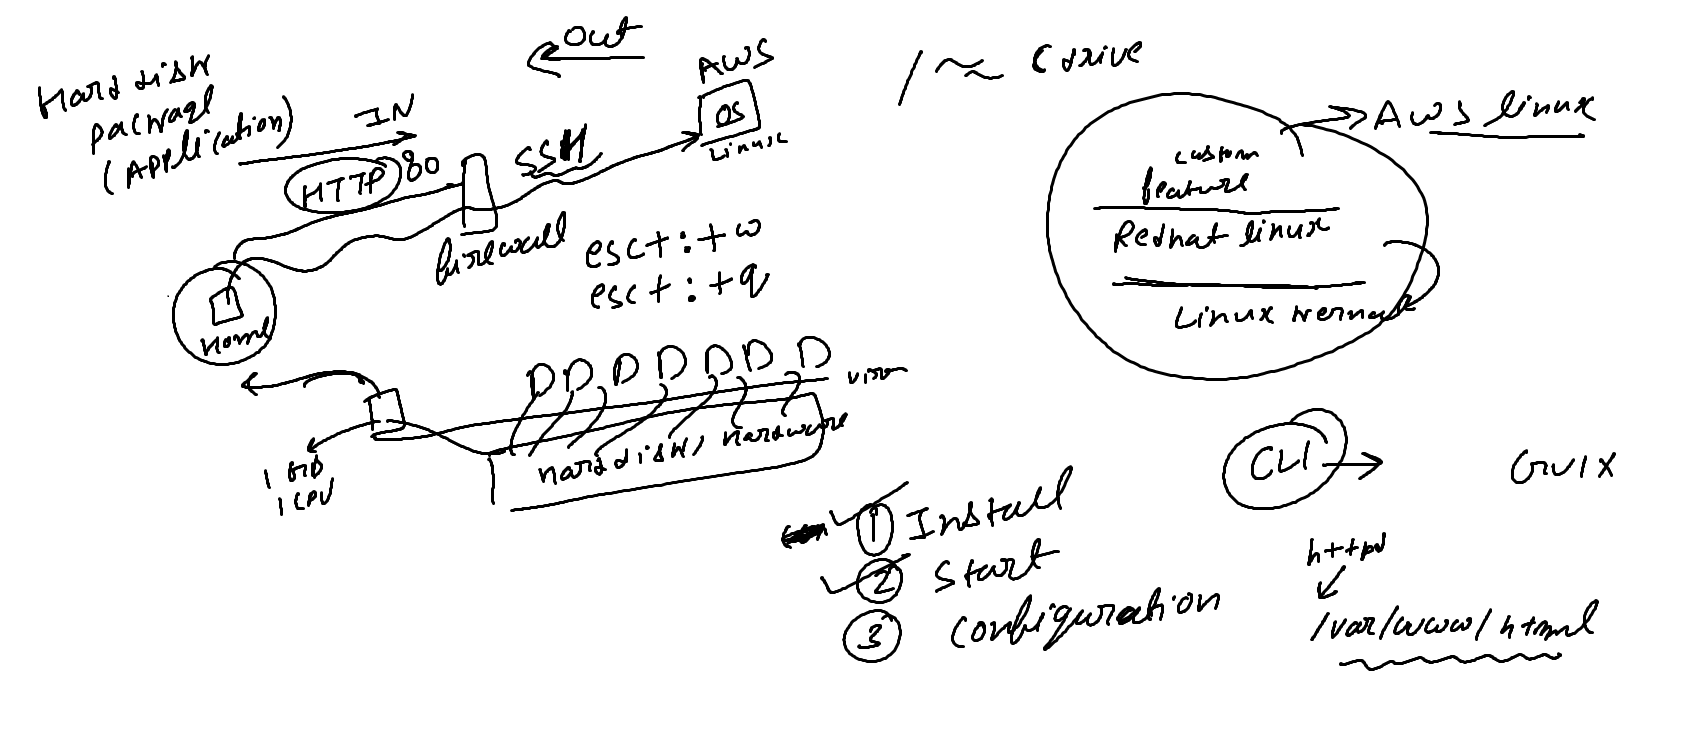 Out
AWS
OS
Linux
Hard disk
package
(Application)
IN
HTTP 80
SSH
firewall
Home
esc+:+w
esc+:+q
/ ≈ C drive
AWS linux
custom
feature
Redhat linux
Linux kernal
D D D D D D D
hard disk, hardware
1 GB
1 CPU
1 Install
2 Start
3 Configuration
CLI
httpd
/var/www/html